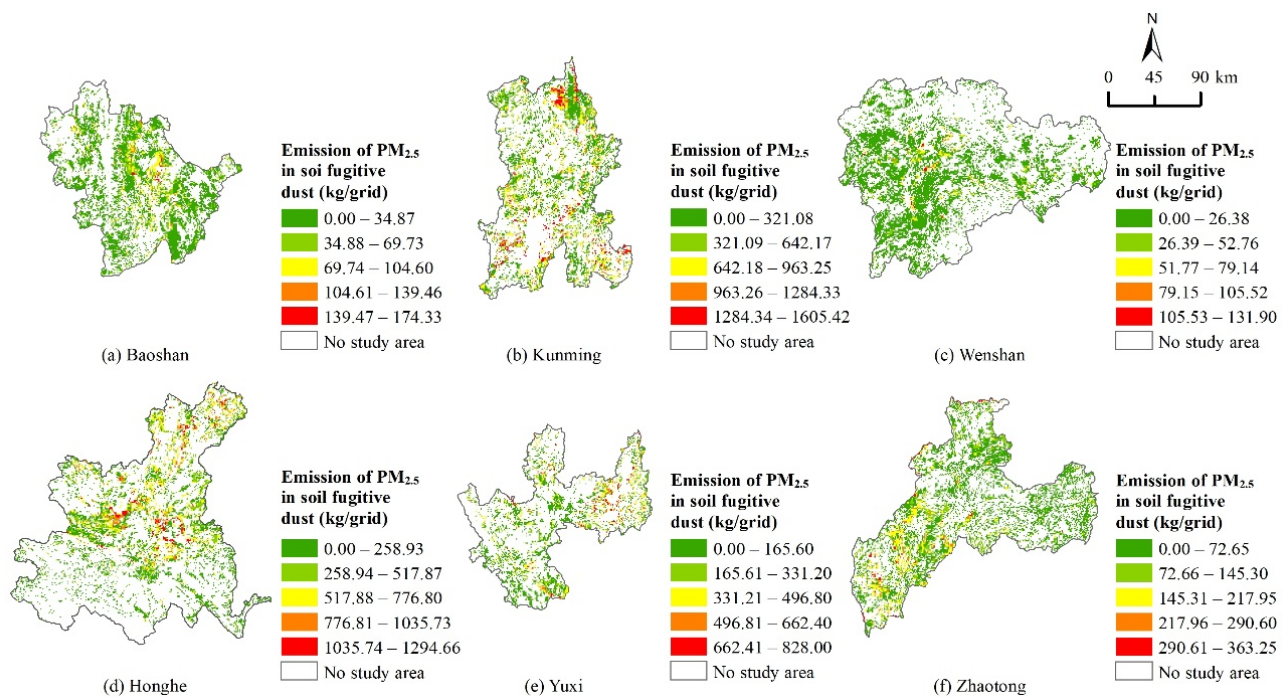 N
0 45 90 km
Emission of PM2.5
in soi fugitive
dust (kg/grid)
0.00 – 34.87
34.88 – 69.73
69.74 – 104.60
104.61 – 139.46
139.47 – 174.33
No study area
(a) Baoshan
Emission of PM2.5
in soil fugitive
dust (kg/grid)
0.00 – 321.08
321.09 – 642.17
642.18 – 963.25
963.26 – 1284.33
1284.34 – 1605.42
No study area
(b) Kunming
Emission of PM2.5
in soil fugitive
dust (kg/grid)
0.00 – 26.38
26.39 – 52.76
51.77 – 79.14
79.15 – 105.52
105.53 – 131.90
No study area
(c) Wenshan
Emission of PM2.5
in soil fugitive
dust (kg/grid)
0.00 – 258.93
258.94 – 517.87
517.88 – 776.80
776.81 – 1035.73
1035.74 – 1294.66
No study area
(d) Honghe
Emission of PM2.5
in soil fugitive
dust (kg/grid)
0.00 – 165.60
165.61 – 331.20
331.21 – 496.80
496.81 – 662.40
662.41 – 828.00
No study area
(e) Yuxi
Emission of PM2.5
in soil fugitive
dust (kg/grid)
0.00 – 72.65
72.66 – 145.30
145.31 – 217.95
217.96 – 290.60
290.61 – 363.25
No study area
(f) Zhaotong